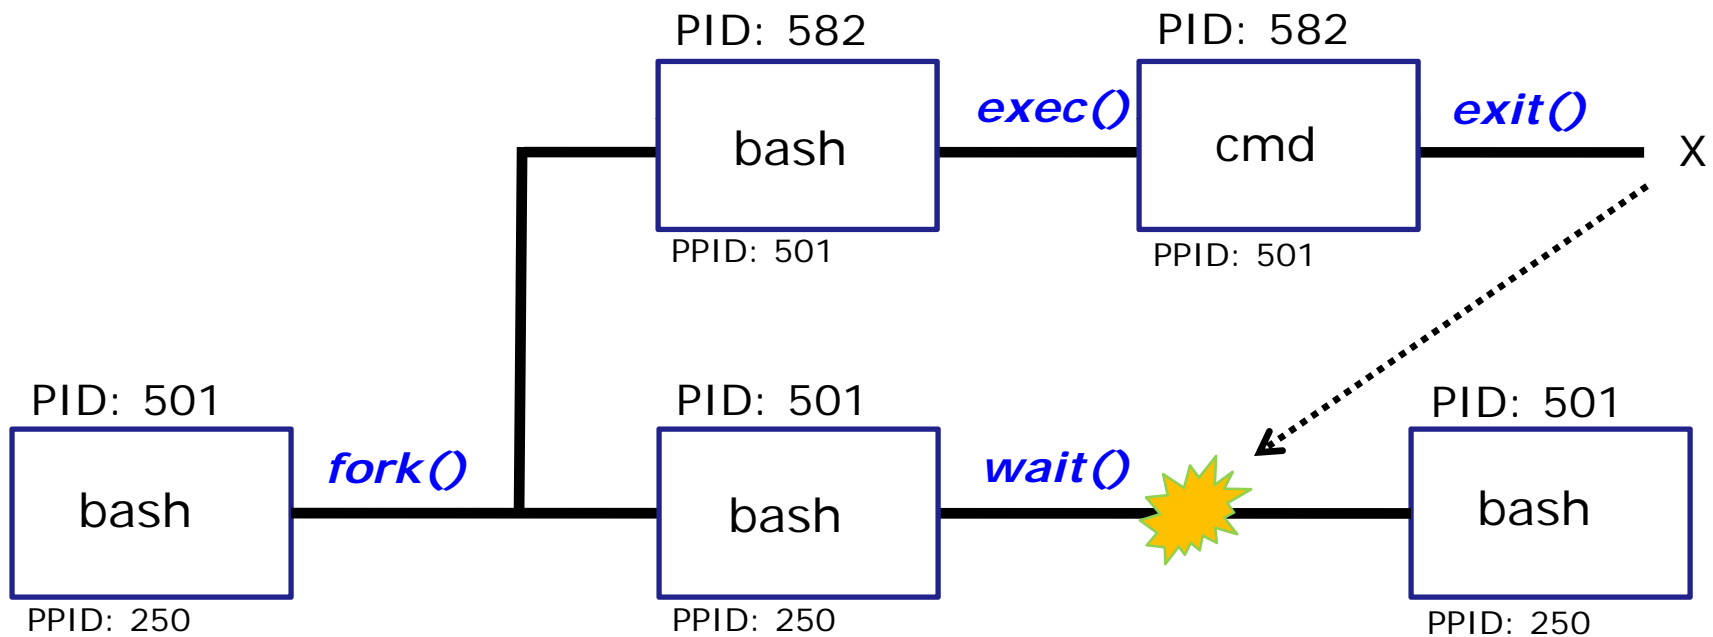 PID: 582
PID: 582
exec()
exit()
bash
cmd
X
PPID: 501
PPID: 501
PID: 501
PID: 501
PID: 501
fork()
wait()
bash
bash
bash
PPID: 250
PPID: 250
PPID: 250